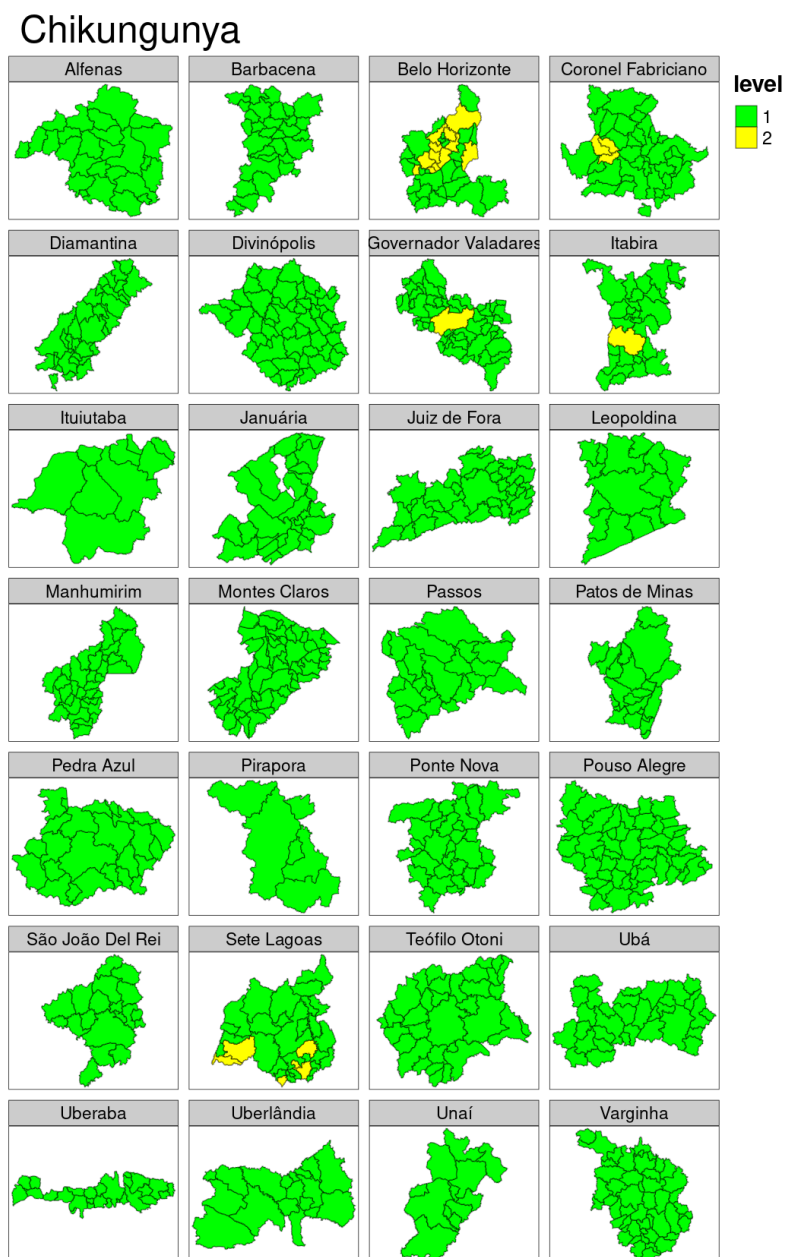 Chikungunya
Alfenas
Barbacena
Belo Horizonte
Coronel Fabriciano
level
1
2
Diamantina
Divinópolis
Governador Valadares
Itabira
Ituiutaba
Januária
Juiz de Fora
Leopoldina
Manhumirim
Montes Claros
Passos
Patos de Minas
Pedra Azul
Pirapora
Ponte Nova
Pouso Alegre
São João Del Rei
Sete Lagoas
Teófilo Otoni
Ubá
Uberaba
Uberlândia
Unaí
Varginha